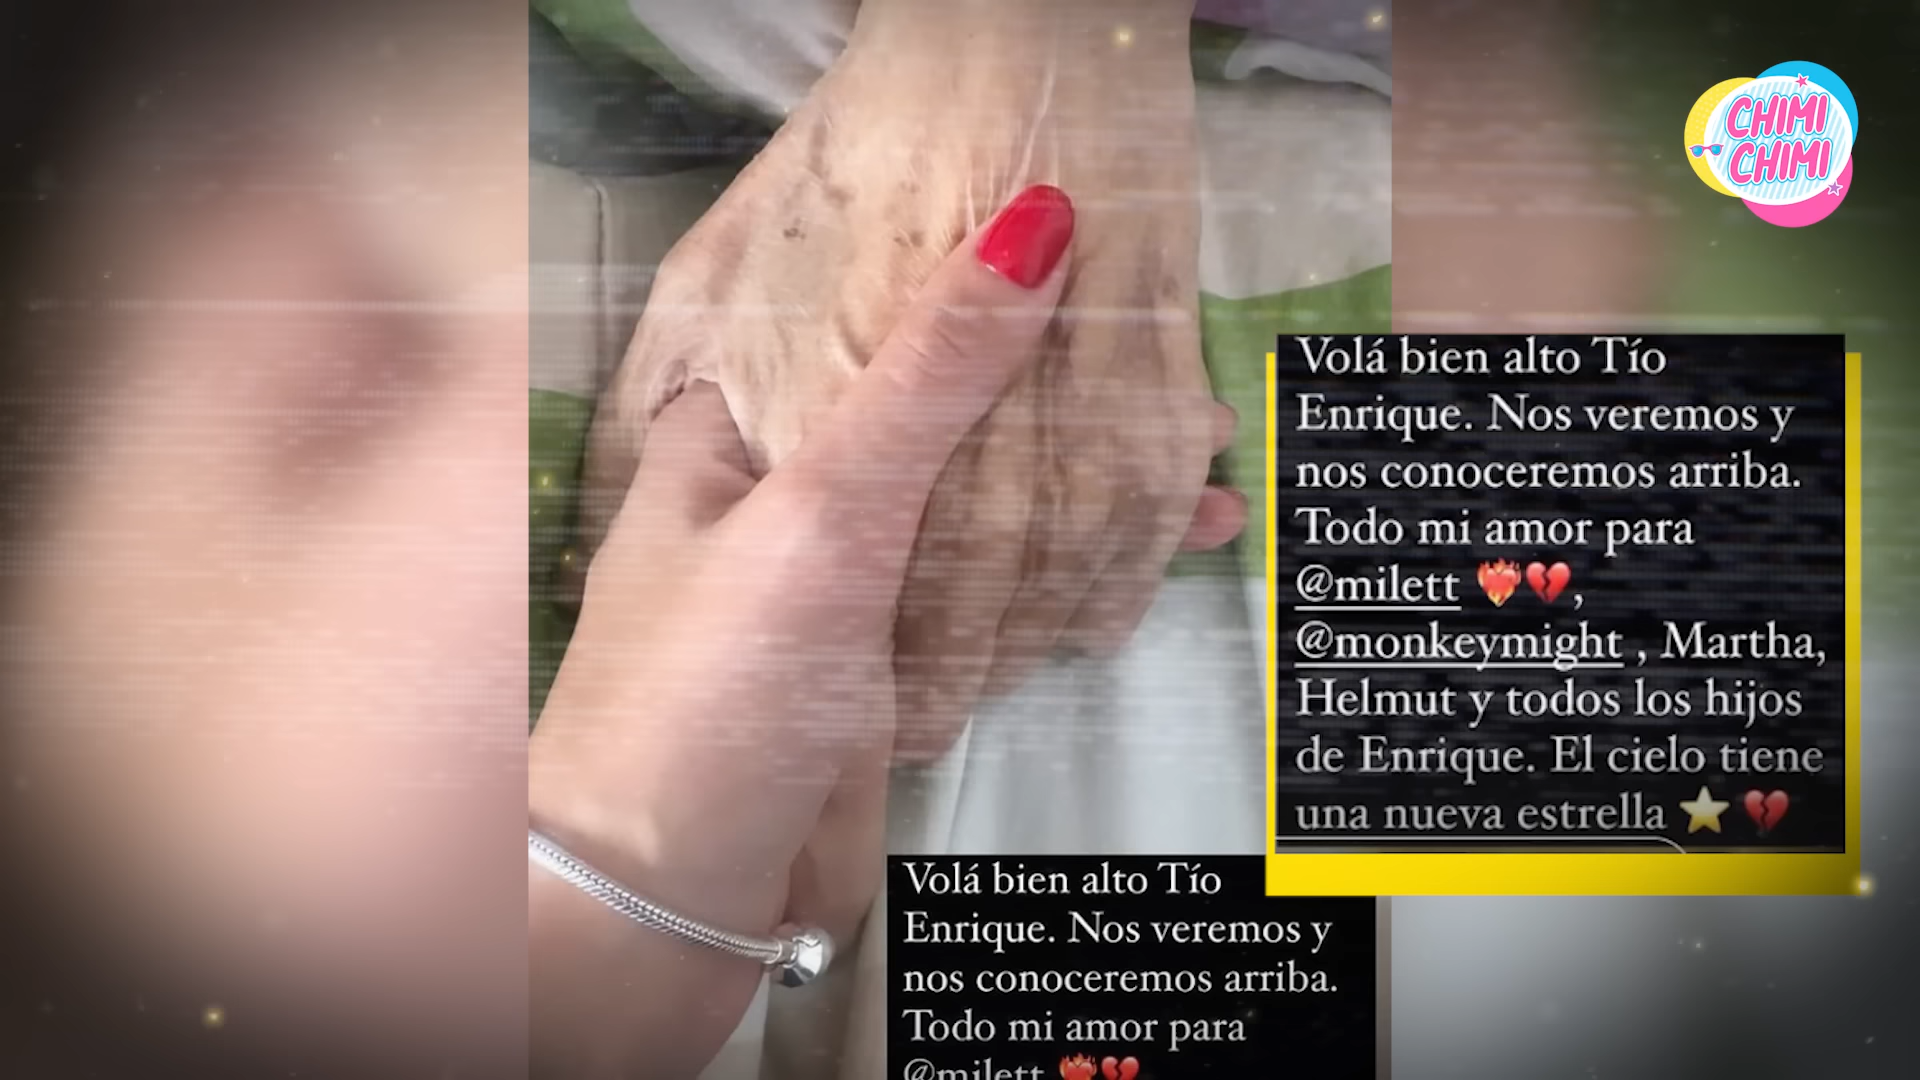 CHIMI
CHIMI
Volá bien alto Tío
Enrique. Nos veremos y
nos conoceremos arriba.
Todo mi amor para
@milett ❤️‍🔥💔,
@monkeymight , Martha,
Helmut y todos los hijos
de Enrique. El cielo tiene
una nueva estrella ⭐💔
Volá bien alto Tío
Enrique. Nos veremos y
nos conoceremos arriba.
Todo mi amor para
@milett ❤️‍🔥💔